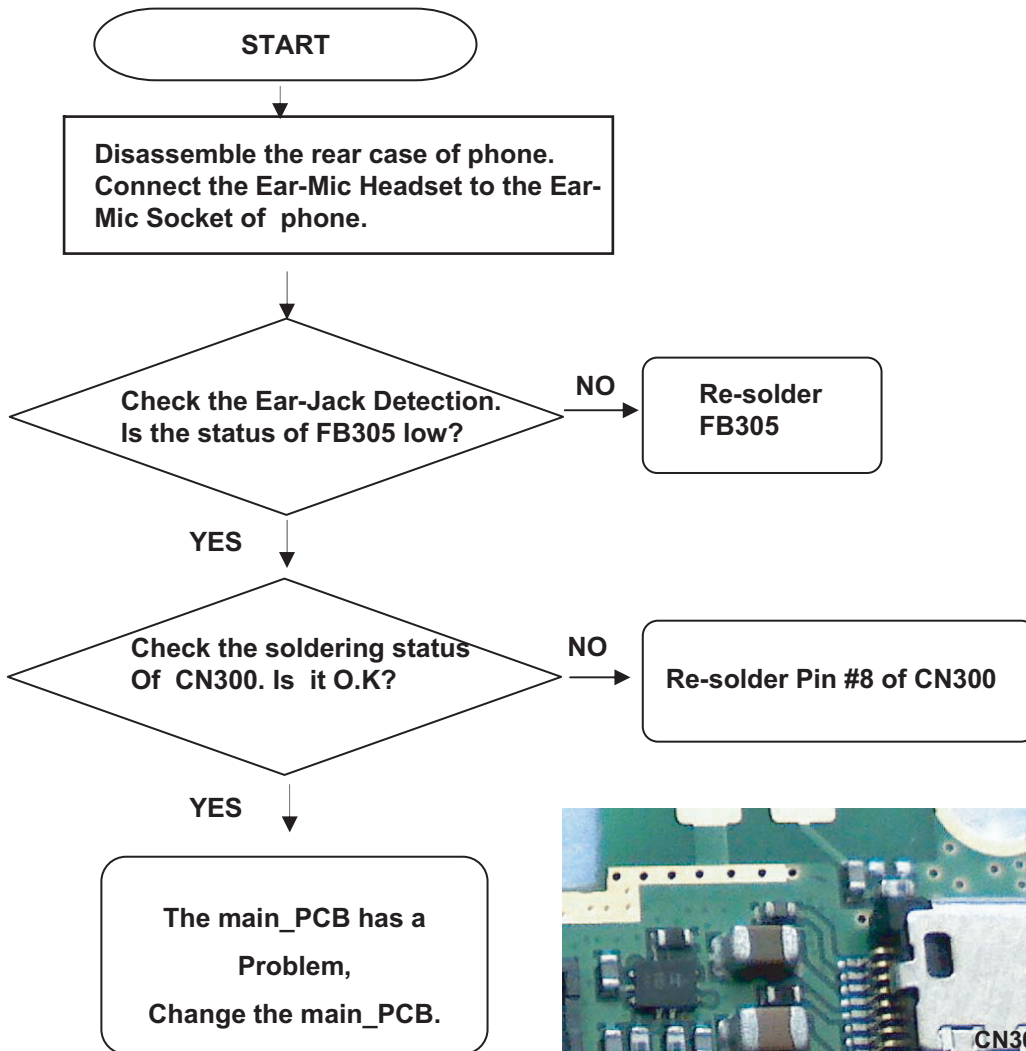 START
Disassemble the rear case of phone.
Connect the Ear-Mic Headset to the Ear-
Mic Socket of phone.
Check the Ear-Jack Detection.
Is the status of FB305 low?
NO
Re-solder
FB305
YES
Check the soldering status
Of CN300. Is it O.K?
NO
Re-solder Pin #8 of CN300
YES
The main_PCB has a
Problem,
Change the main_PCB.